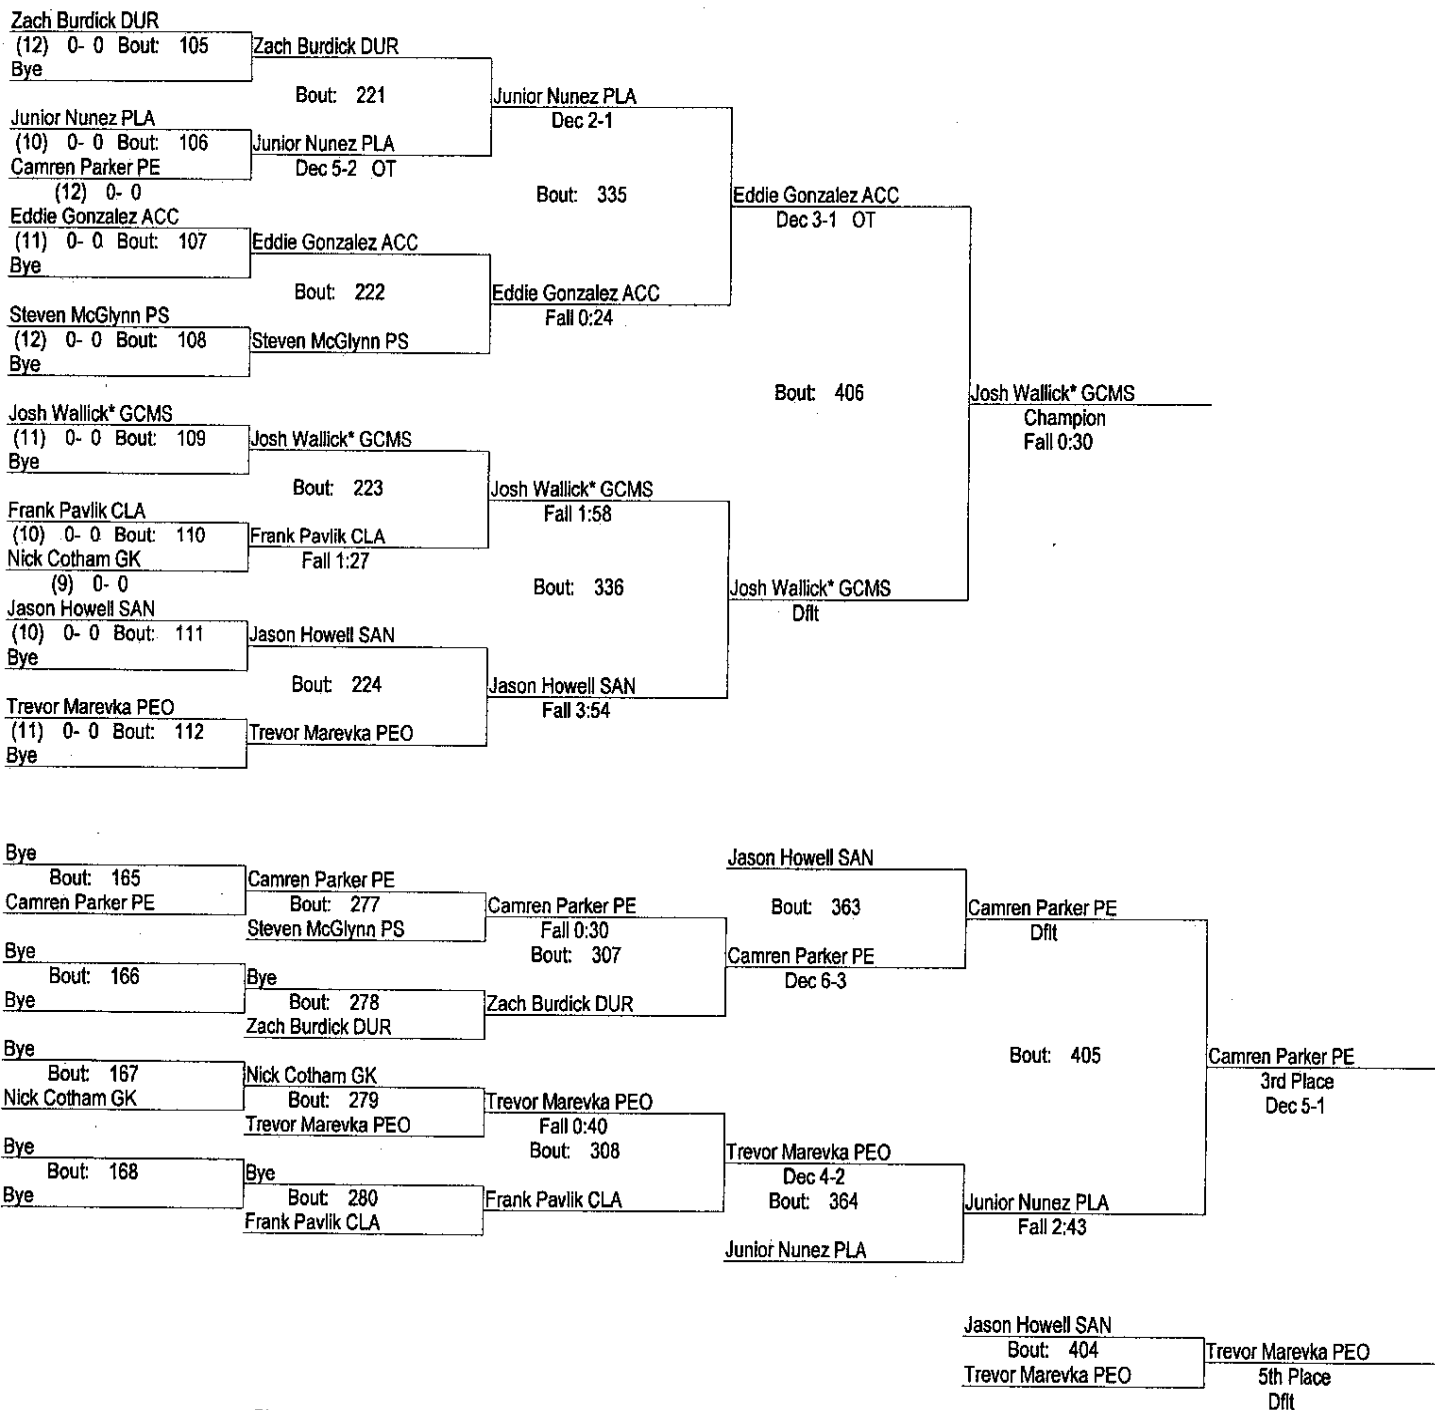 Zach Burdick DUR
(12) 0- 0 Bout: 105
Bye
Zach Burdick DUR
Bout: 221
Junior Nunez PLA
(10) 0- 0 Bout: 106
Camren Parker PE
(12) 0- 0
Junior Nunez PLA
Dec 5-2 OT
Junior Nunez PLA
Dec 2-1
Bout: 335
Eddie Gonzalez ACC
(11) 0- 0 Bout: 107
Bye
Eddie Gonzalez ACC
Bout: 222
Steven McGlynn PS
(12) 0- 0 Bout: 108
Bye
Steven McGlynn PS
Eddie Gonzalez ACC
Fall 0:24
Eddie Gonzalez ACC
Dec 3-1 OT
Bout: 406
Josh Wallick* GCMS
Champion
Fall 0:30
Josh Wallick* GCMS
(11) 0- 0 Bout: 109
Bye
Josh Wallick* GCMS
Bout: 223
Frank Pavlik CLA
(10) 0- 0 Bout: 110
Nick Cotham GK
(9) 0- 0
Frank Pavlik CLA
Fall 1:27
Josh Wallick* GCMS
Fall 1:58
Bout: 336
Josh Wallick* GCMS
Dflt
Jason Howell SAN
(10) 0- 0 Bout: 111
Bye
Jason Howell SAN
Bout: 224
Trevor Marevka PEO
(11) 0- 0 Bout: 112
Bye
Trevor Marevka PEO
Jason Howell SAN
Fall 3:54
Bye
Bout: 165
Camren Parker PE
Camren Parker PE
Bout: 277
Steven McGlynn PS
Camren Parker PE
Fall 0:30
Bout: 307
Bye
Bout: 166
Bye
Bye
Bout: 278
Zach Burdick DUR
Zach Burdick DUR
Jason Howell SAN
Bout: 363
Camren Parker PE
Dec 6-3
Camren Parker PE
Dflt
Bout: 405
Camren Parker PE
3rd Place
Dec 5-1
Bye
Bout: 167
Nick Cotham GK
Nick Cotham GK
Bout: 279
Trevor Marevka PEO
Trevor Marevka PEO
Fall 0:40
Bout: 308
Bye
Bout: 168
Bye
Bye
Bout: 280
Frank Pavlik CLA
Frank Pavlik CLA
Trevor Marevka PEO
Dec 4-2
Bout: 364
Junior Nunez PLA
Junior Nunez PLA
Fall 2:43
Jason Howell SAN
Bout: 404
Trevor Marevka PEO
Trevor Marevka PEO
5th Place
Dflt